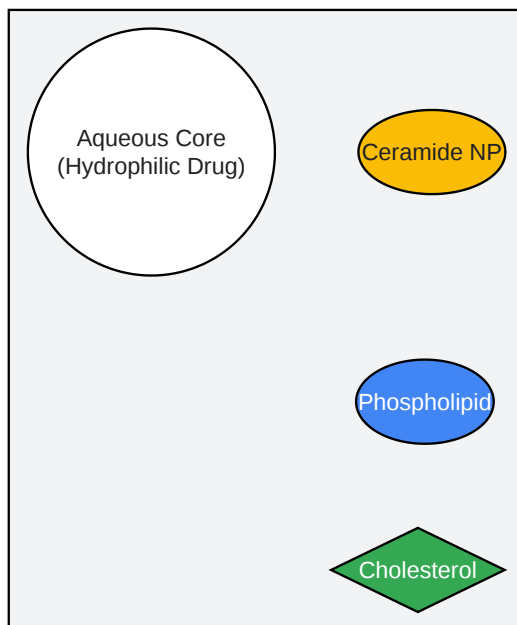 Aqueous Core
(Hydrophilic Drug)
Ceramide NP
Phospholipid
Cholesterol